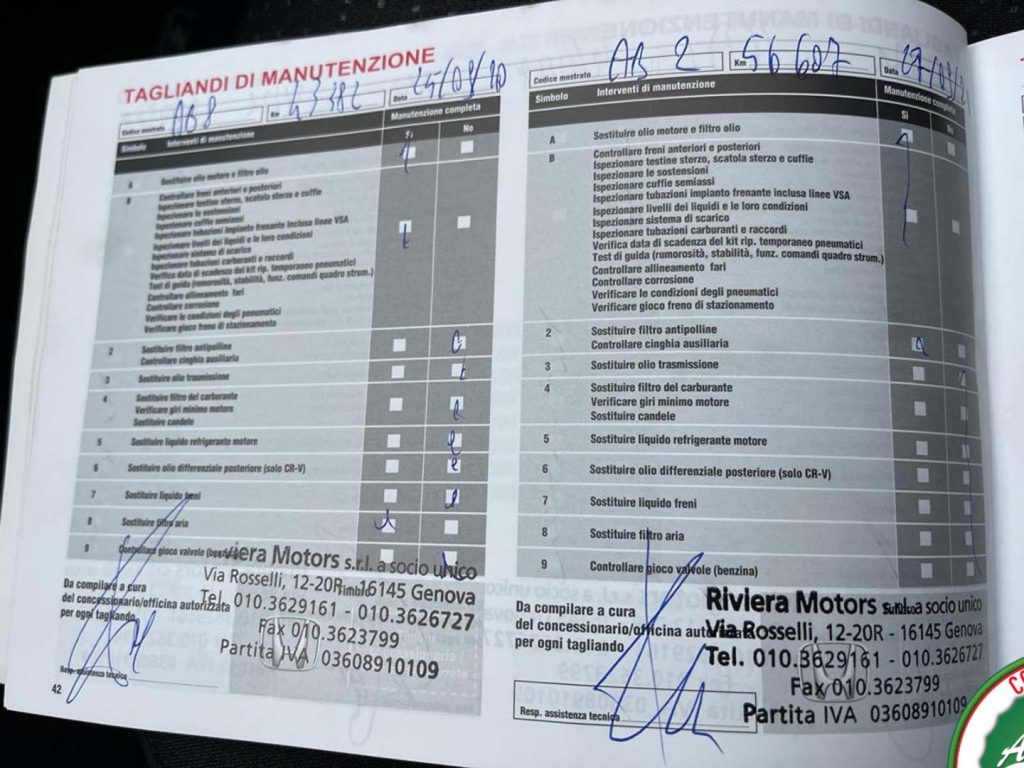 TAGLIANDI DI MANUTENZIONE
Codice mostrato AB8 Km 43382 Data
Simbolo Interventi di manutenzione Manutenzione completa
Si No
A Sostituire olio motore e filtro olio
B Controllare freni anteriori e posteriori
Ispezionare testine sterzo, scatola sterzo e cuffie
Ispezionare le sostensioni
Ispezionare cuffie semiassi
Ispezionare tubazioni impianto frenante inclusa linee VSA
Ispezionare livelli dei liquidi e le loro condizioni
Ispezionare sistema di scarico
Ispezionare tubazioni carburanti e raccordi
Verifica data di scadenza del kit rip. temporaneo pneumatici
Test di guida (rumorosità, stabilità, funz. comandi quadro strum.)
Controllare allineamento fari
Controllare corrosione
Verificare le condizioni degli pneumatici
Verificare gioco freno di stazionamento
2 Sostituire filtro antipolline
Controllare cinghia ausiliaria
3 Sostituire olio trasmissione
4 Sostituire filtro del carburante
Verificare giri minimo motore
Sostituire candele
5 Sostituire liquido refrigerante motore
6 Sostituire olio differenziale posteriore (solo CR-V)
7 Sostituire liquido freni
8 Sostituire filtro aria
9 Controllare gioco valvole (benzina)
Da compilare a cura
del concessionario/officina autorizzata
per ogni tagliando
Timbro
Riviera Motors s.r.l. a socio unico
Via Rosselli, 12-20R - 16145 Genova
Tel. 010.3629161 - 010.3626727
Fax 010.3623799
Partita IVA 03608910109
Resp. assistenza tecnica
42
Codice mostrato AB 2 Km 56607 Data
Simbolo Interventi di manutenzione Manutenzione completa
Si No
A Sostituire olio motore e filtro olio
B Controllare freni anteriori e posteriori
Ispezionare testine sterzo, scatola sterzo e cuffie
Ispezionare le sostensioni
Ispezionare cuffie semiassi
Ispezionare tubazioni impianto frenante inclusa linee VSA
Ispezionare livelli dei liquidi e le loro condizioni
Ispezionare sistema di scarico
Ispezionare tubazioni carburanti e raccordi
Verifica data di scadenza del kit rip. temporaneo pneumatici
Test di guida (rumorosità, stabilità, funz. comandi quadro strum.)
Controllare allineamento fari
Controllare corrosione
Verificare le condizioni degli pneumatici
Verificare gioco freno di stazionamento
2 Sostituire filtro antipolline
Controllare cinghia ausiliaria
3 Sostituire olio trasmissione
4 Sostituire filtro del carburante
Verificare giri minimo motore
Sostituire candele
5 Sostituire liquido refrigerante motore
6 Sostituire olio differenziale posteriore (solo CR-V)
7 Sostituire liquido freni
8 Sostituire filtro aria
9 Controllare gioco valvole (benzina)
Da compilare a cura
del concessionario/officina autorizzata
per ogni tagliando
Riviera Motors a socio unico
Via Rosselli, 12-20R - 16145 Genova
Tel. 010.3629161 - 010.3626727
Fax 010.3623799
Partita IVA 03608910109
Resp. assistenza tecnica